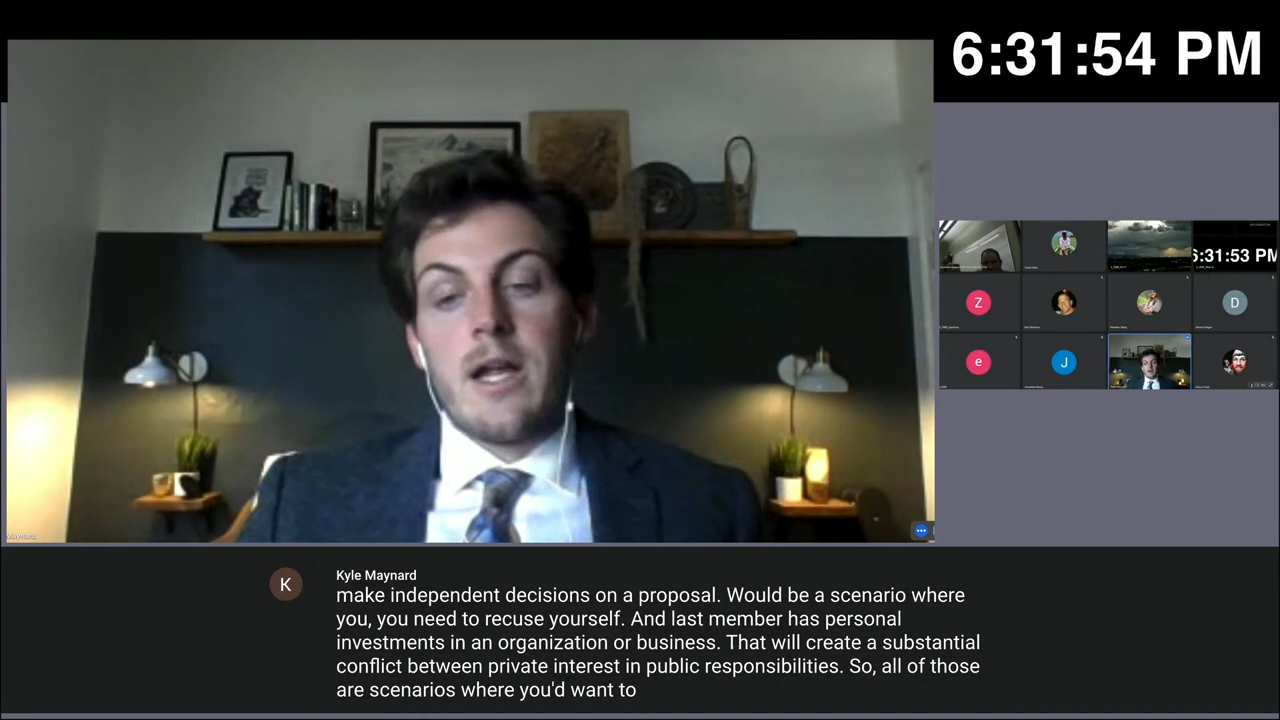 6:31:54 PM
6:31:53 PM
Z
D
e
J
Maynard
K
Kyle Maynard
make independent decisions on a proposal. Would be a scenario where
you, you need to recuse yourself. And last member has personal
investments in an organization or business. That will create a substantial
conflict between private interest in public responsibilities. So, all of those
are scenarios where you'd want to